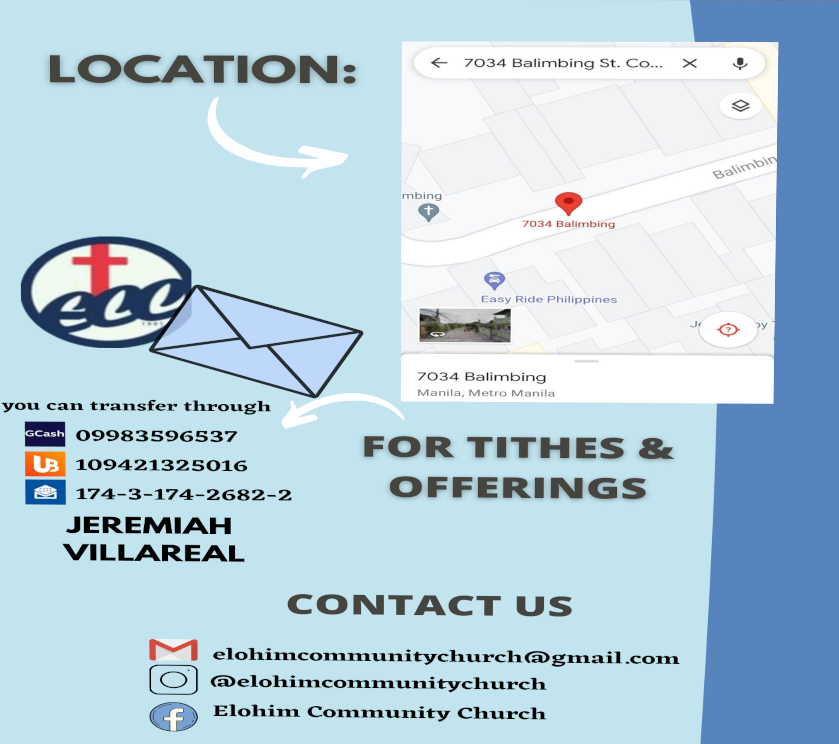 LOCATION:
7034 Balimbing St. Co...
Balimbin
mbing
7034 Balimbing
Easy Ride Philippines
7034 Balimbing
Manila, Metro Manila
ECC
you can transfer through
GCash 09983596537
UB 109421325016
174-3-174-2682-2
JEREMIAH
VILLAREAL
FOR TITHES &
OFFERINGS
CONTACT US
elohimcommunitychurch@gmail.com
@elohimcommunitychurch
Elohim Community Church